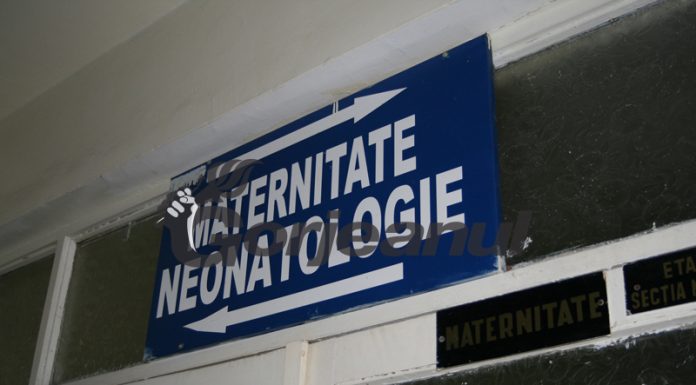 MATERNITATE
NEONATOLOGIE
Gorjeanul
MATERNITATE
ETA
SECTIA